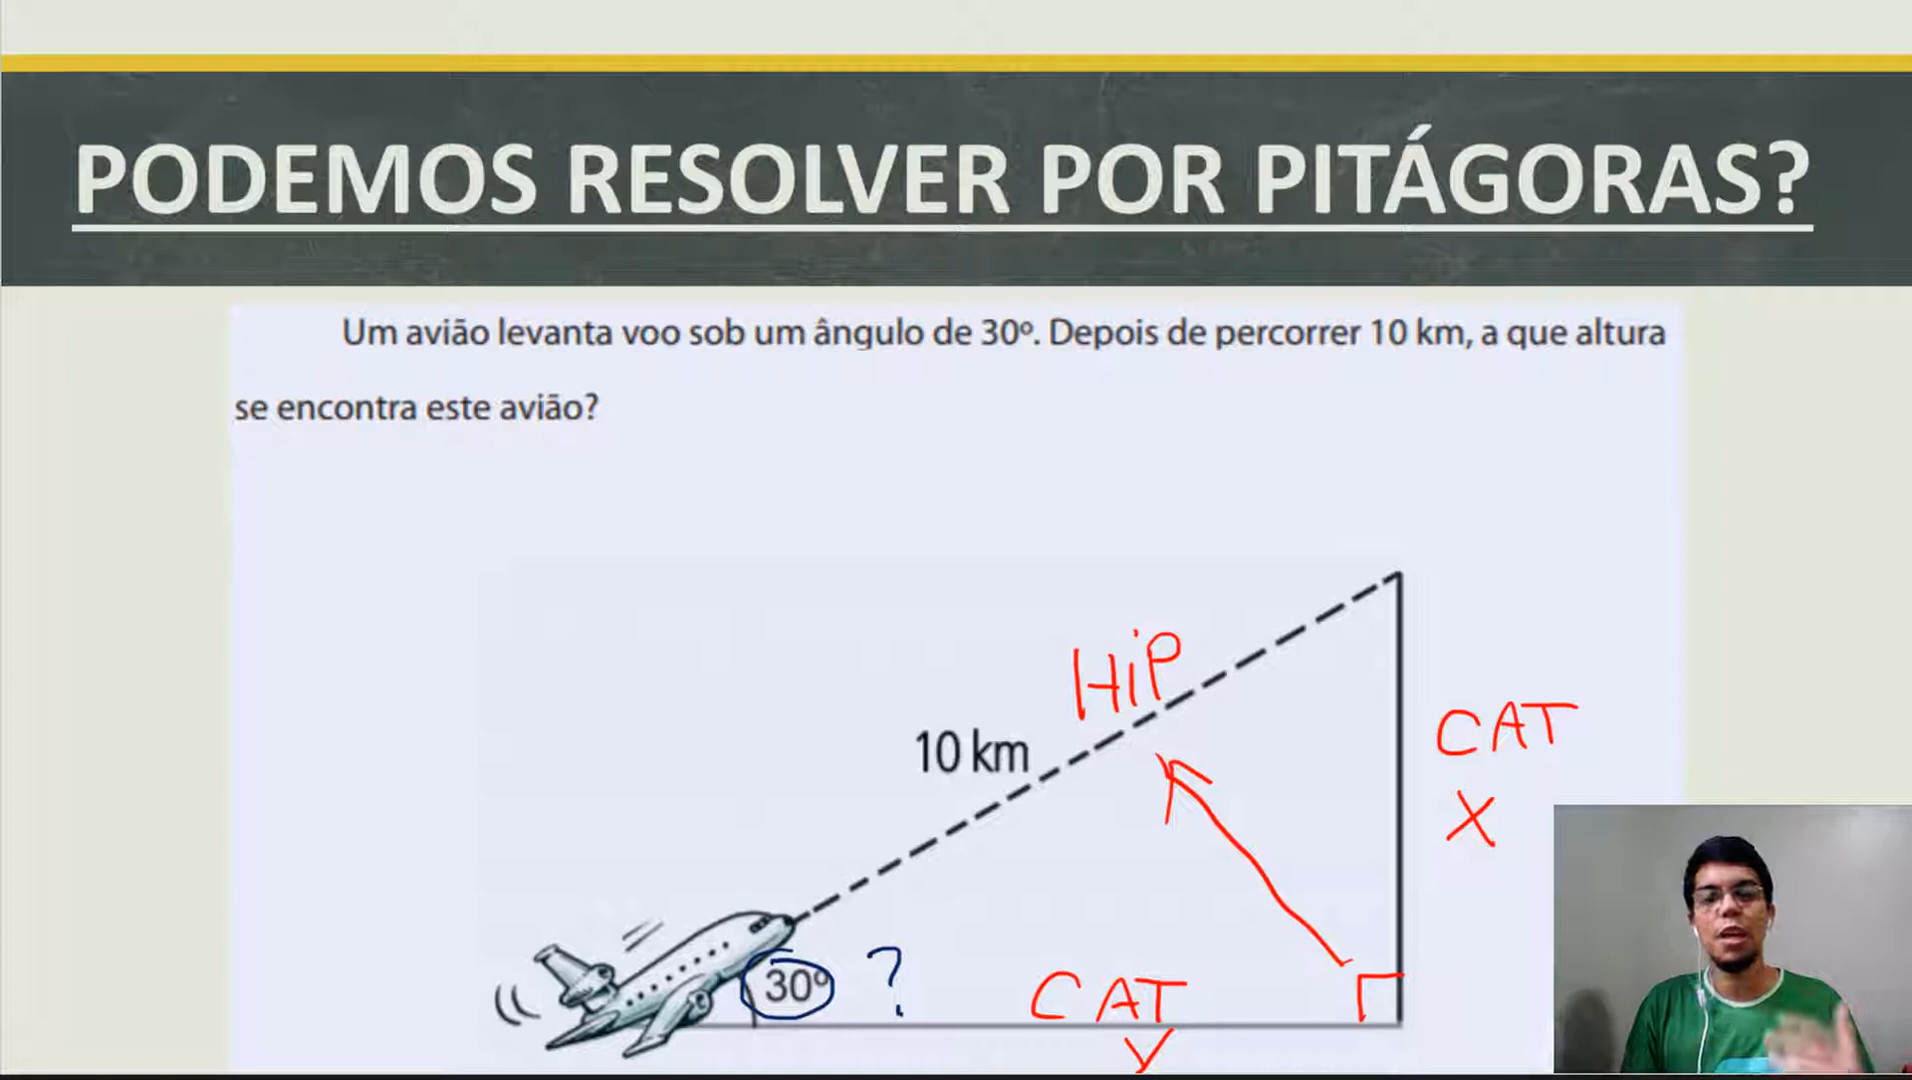 PODEMOS RESOLVER POR PITÁGORAS?
Um avião levanta voo sob um ângulo de 30º. Depois de percorrer 10 km, a que altura
se encontra este avião?
HiP
10 km
CAT
X
30º ?
CAT
y